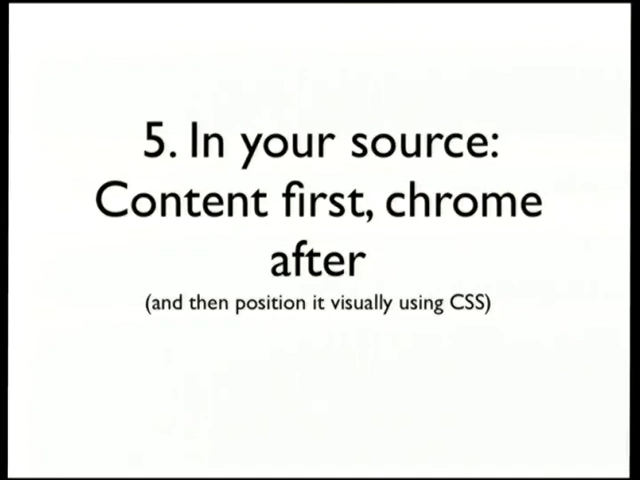 5. In your source:
Content first, chrome
after
(and then position it visually using CSS)